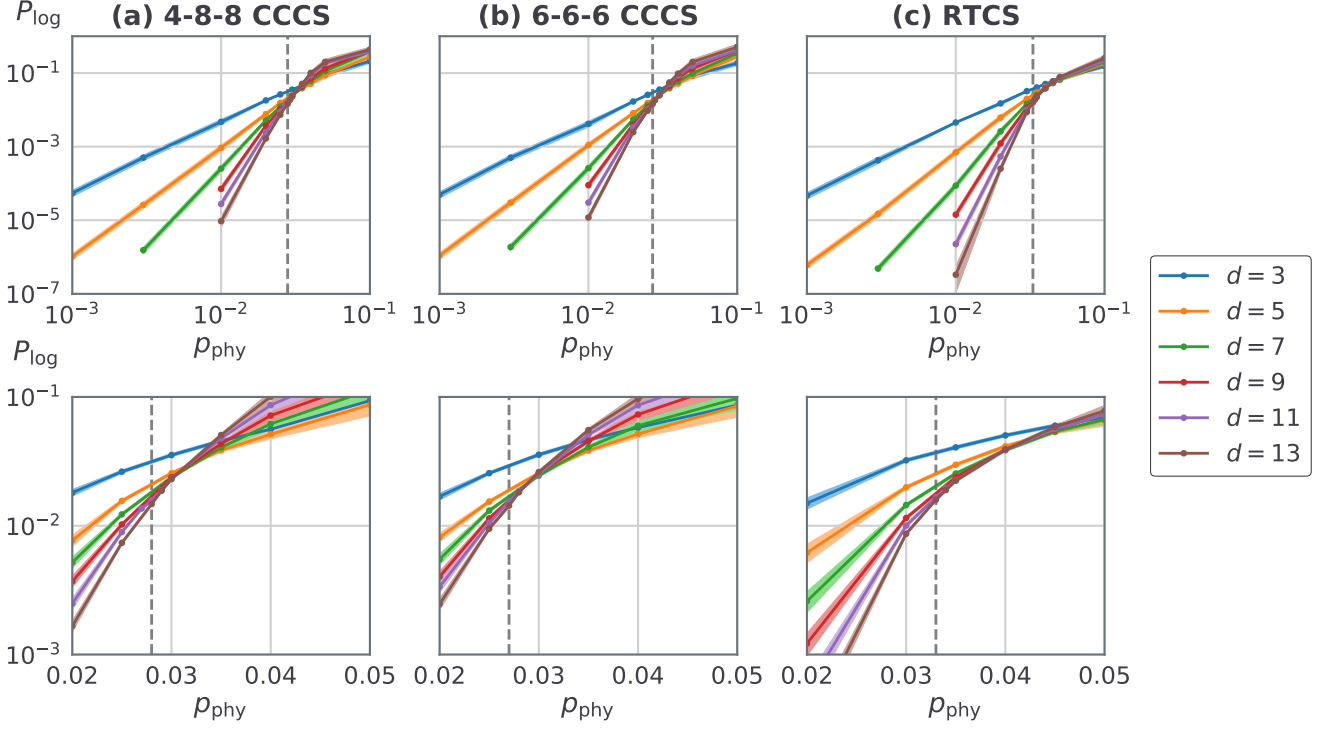 P_log (a) 4-8-8 CCCS (b) 6-6-6 CCCS (c) RTCS
10⁻¹
10⁻³
10⁻⁵
10⁻⁷
10⁻³ 10⁻² 10⁻¹ 10⁻³ 10⁻² 10⁻¹ 10⁻³ 10⁻² 10⁻¹
p_phy p_phy p_phy
d = 3
d = 5
d = 7
d = 9
d = 11
d = 13
P_log
10⁻¹
10⁻²
10⁻³
0.02 0.03 0.04 0.05 0.02 0.03 0.04 0.05 0.02 0.03 0.04 0.05
p_phy p_phy p_phy